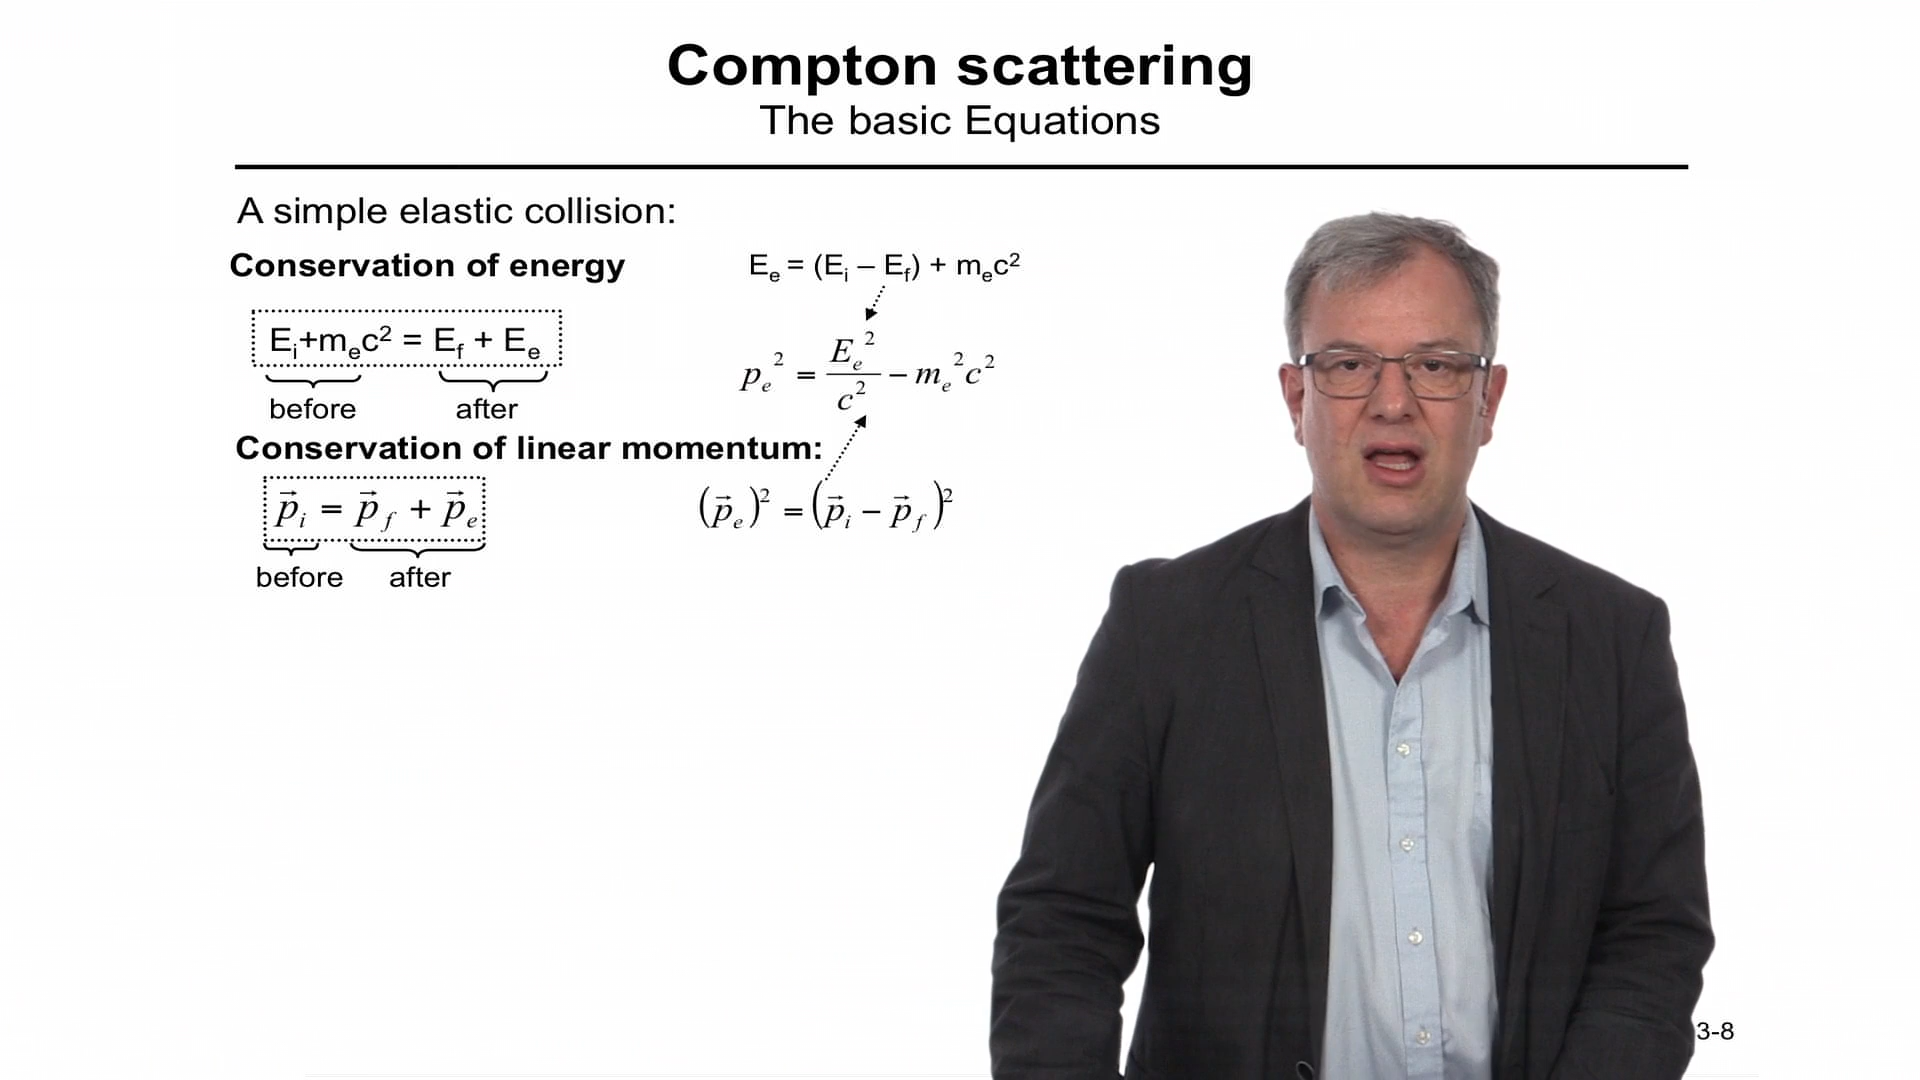 Compton scattering
The basic Equations
A simple elastic collision:
Conservation of energy
Eₑ = (Eᵢ – E_f) + mₑc²
Eᵢ+mₑc² = E_f + Eₑ
before after
pₑ² = Eₑ²/c² − mₑ²c²
Conservation of linear momentum:
p⃗ᵢ = p⃗_f + p⃗ₑ
(p⃗ₑ)² = (p⃗ᵢ − p⃗_f)²
before after
3-8